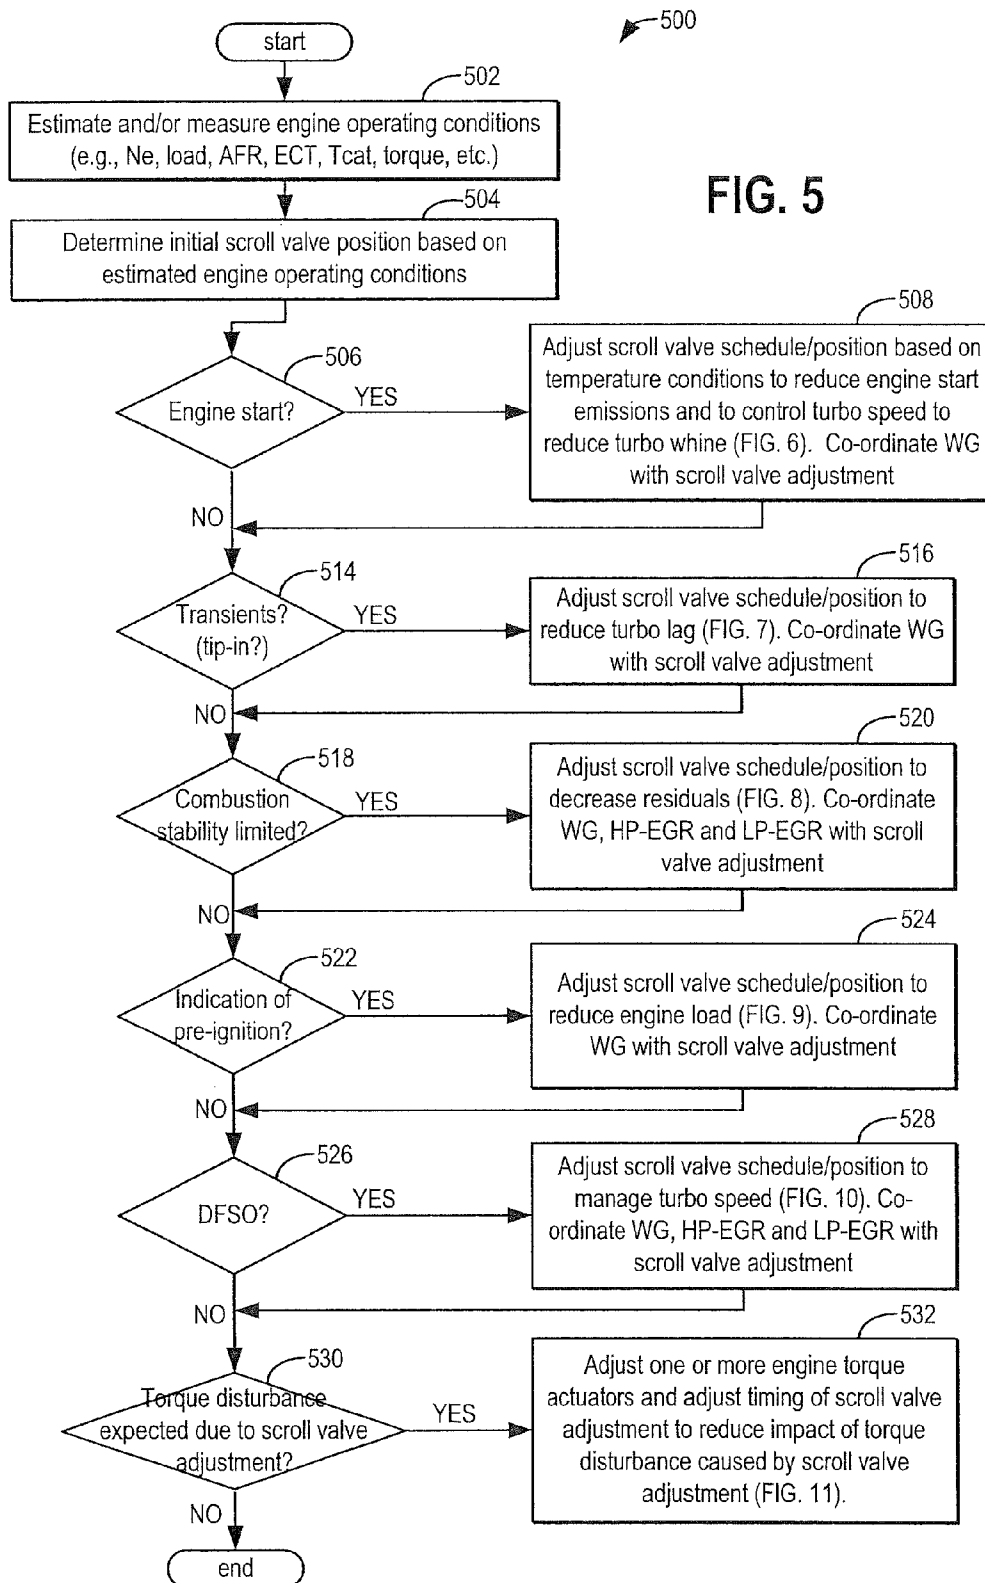 500
start
502
Estimate and/or measure engine operating conditions
(e.g., Ne, load, AFR, ECT, Tcat, torque, etc.)
FIG. 5
504
Determine initial scroll valve position based on
estimated engine operating conditions
506
Engine start?
YES
508
Adjust scroll valve schedule/position based on
temperature conditions to reduce engine start
emissions and to control turbo speed to
reduce turbo whine (FIG. 6). Co-ordinate WG
with scroll valve adjustment
NO
514
Transients?
(tip-in?)
YES
516
Adjust scroll valve schedule/position to
reduce turbo lag (FIG. 7). Co-ordinate WG
with scroll valve adjustment
NO
518
Combustion
stability limited?
YES
520
Adjust scroll valve schedule/position to
decrease residuals (FIG. 8). Co-ordinate
WG, HP-EGR and LP-EGR with scroll
valve adjustment
NO
522
Indication of
pre-ignition?
YES
524
Adjust scroll valve schedule/position to
reduce engine load (FIG. 9). Co-ordinate
WG with scroll valve adjustment
NO
526
DFSO?
YES
528
Adjust scroll valve schedule/position to
manage turbo speed (FIG. 10). Co-
ordinate WG, HP-EGR and LP-EGR with
scroll valve adjustment
NO
530
Torque disturbance
expected due to scroll valve
adjustment?
YES
532
Adjust one or more engine torque
actuators and adjust timing of scroll valve
adjustment to reduce impact of torque
disturbance caused by scroll valve
adjustment (FIG. 11).
NO
end